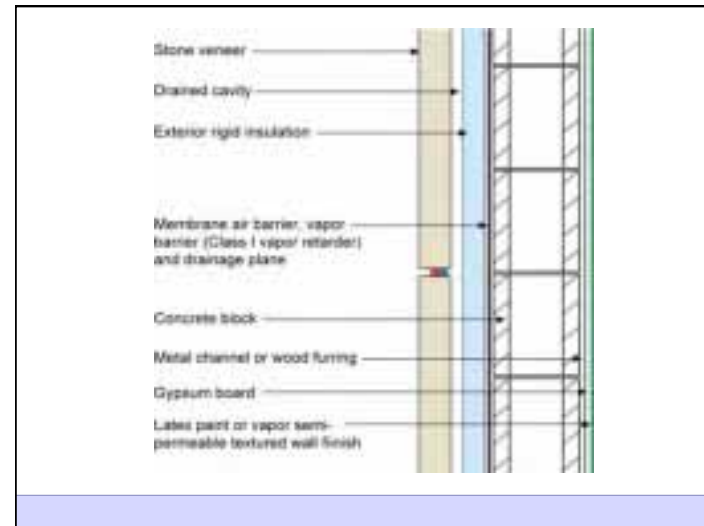 Stone veneer
Drained cavity
Exterior rigid insulation
Membrane air barrier, vapor
barrier (Class I vapor retarder)
and drainage plane
Concrete block
Metal channel or wood furring
Gypsum board
Latex paint or vapor semi-
permeable textured wall finish